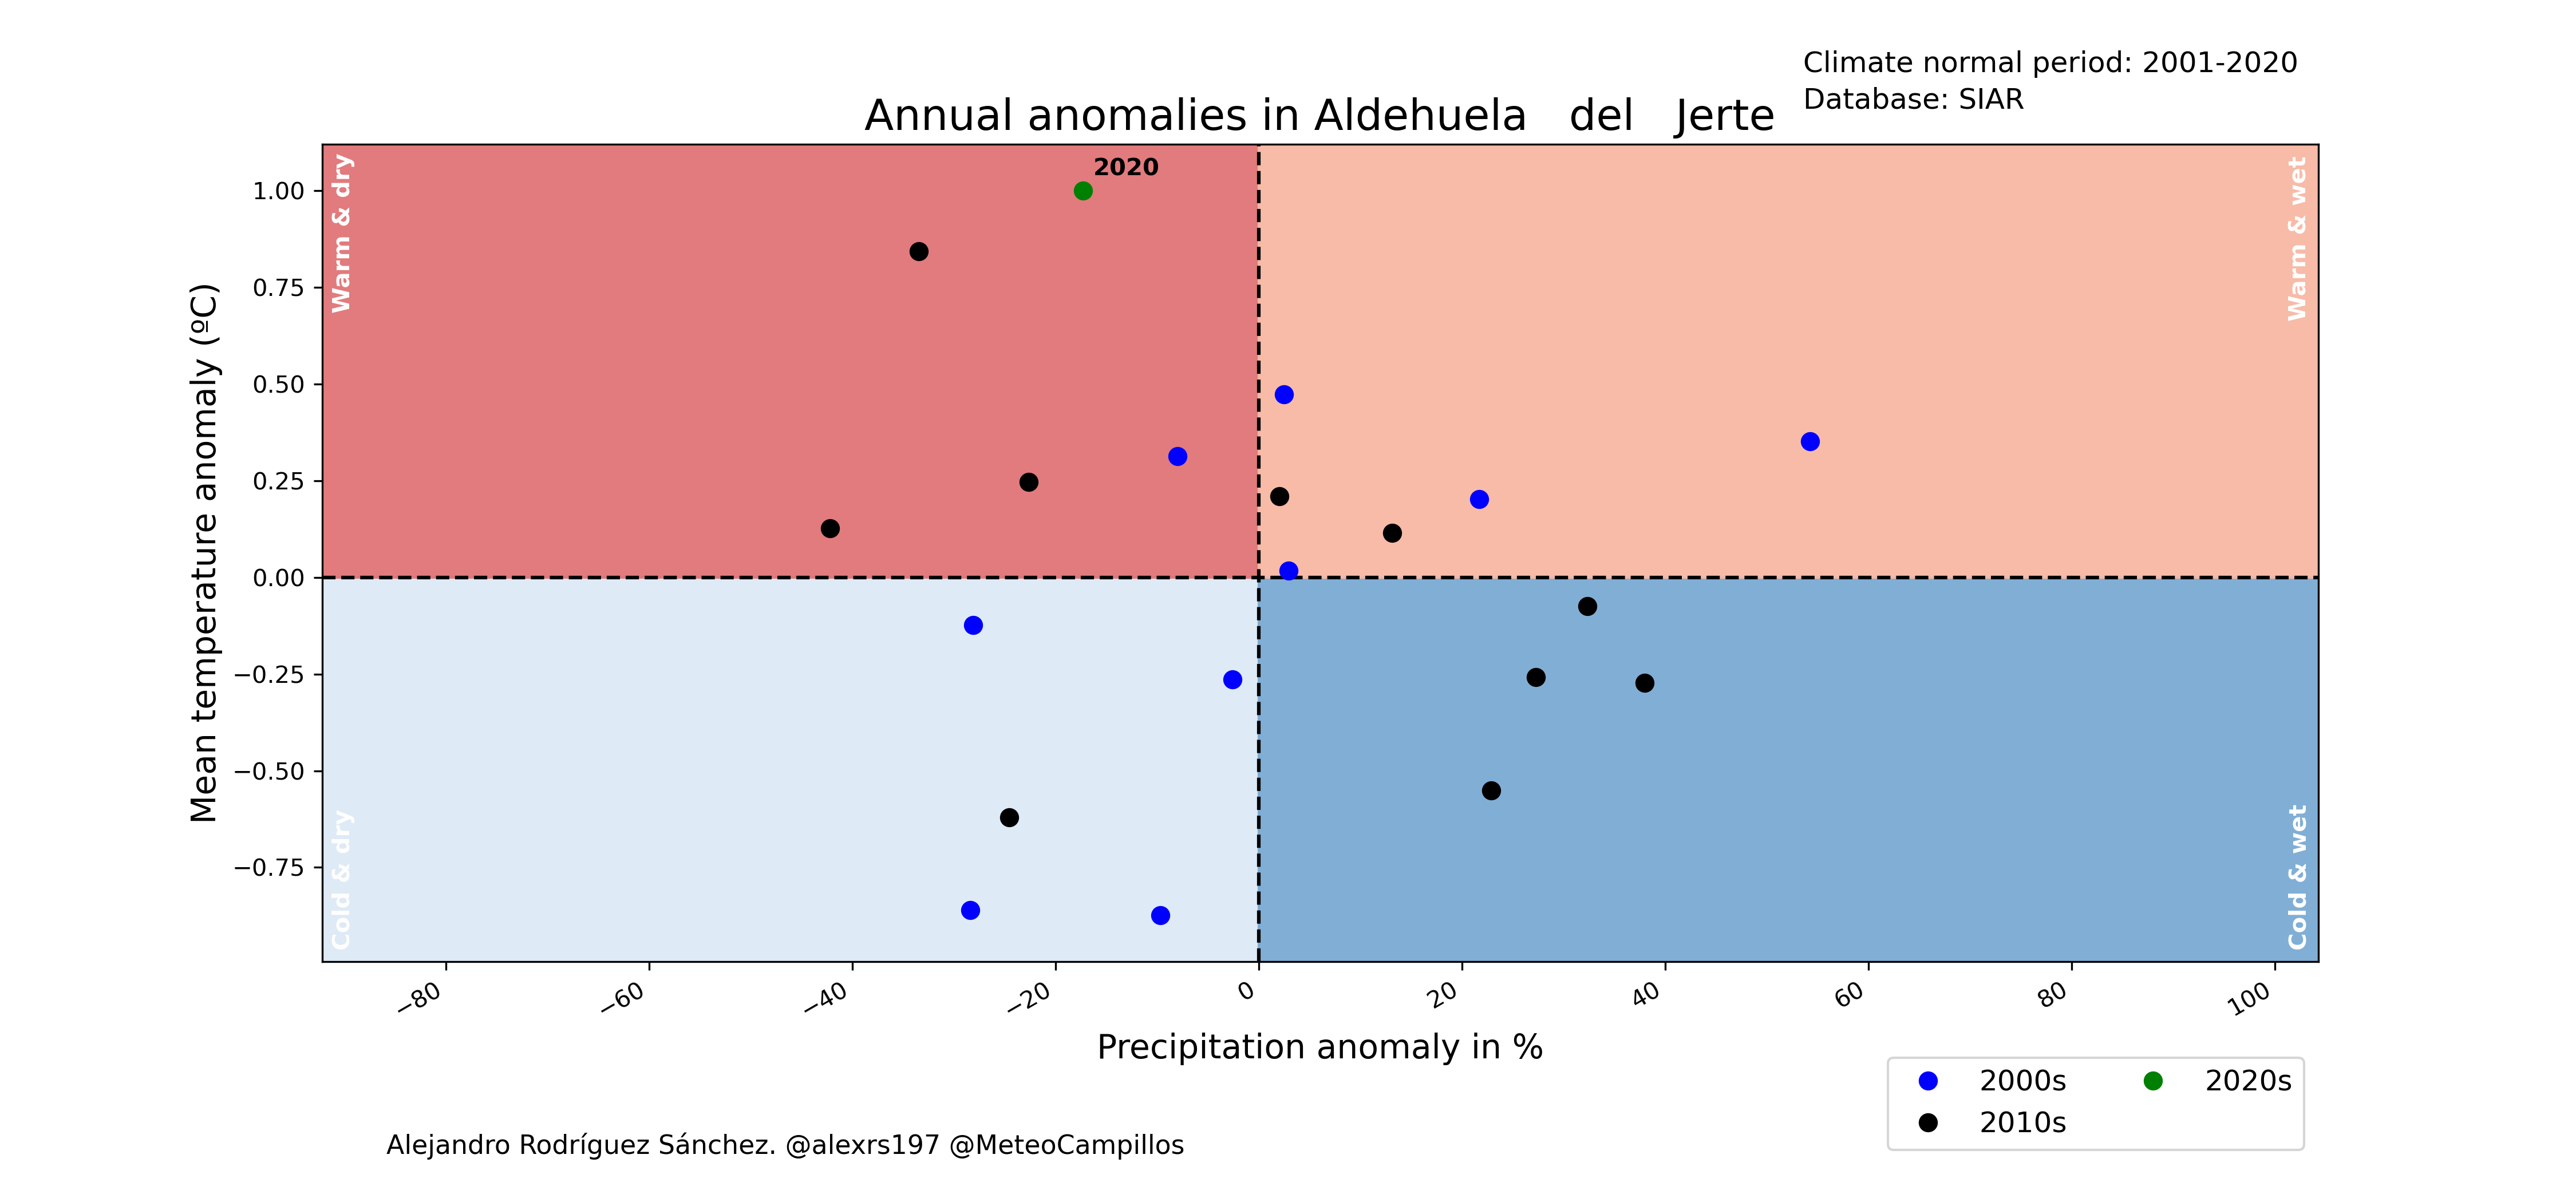 Climate normal period: 2001-2020
Database: SIAR
Annual anomalies in Aldehuela   del   Jerte
Warm & dry
2020
Warm & wet
Mean temperature anomaly (ºC)
1.00
0.75
0.50
0.25
0.00
−0.25
−0.50
−0.75
Cold & dry
Cold & wet
−80
−60
−40
−20
0
20
40
60
80
100
Precipitation anomaly in %
2000s
2010s
2020s
Alejandro Rodríguez Sánchez. @alexrs197 @MeteoCampillos